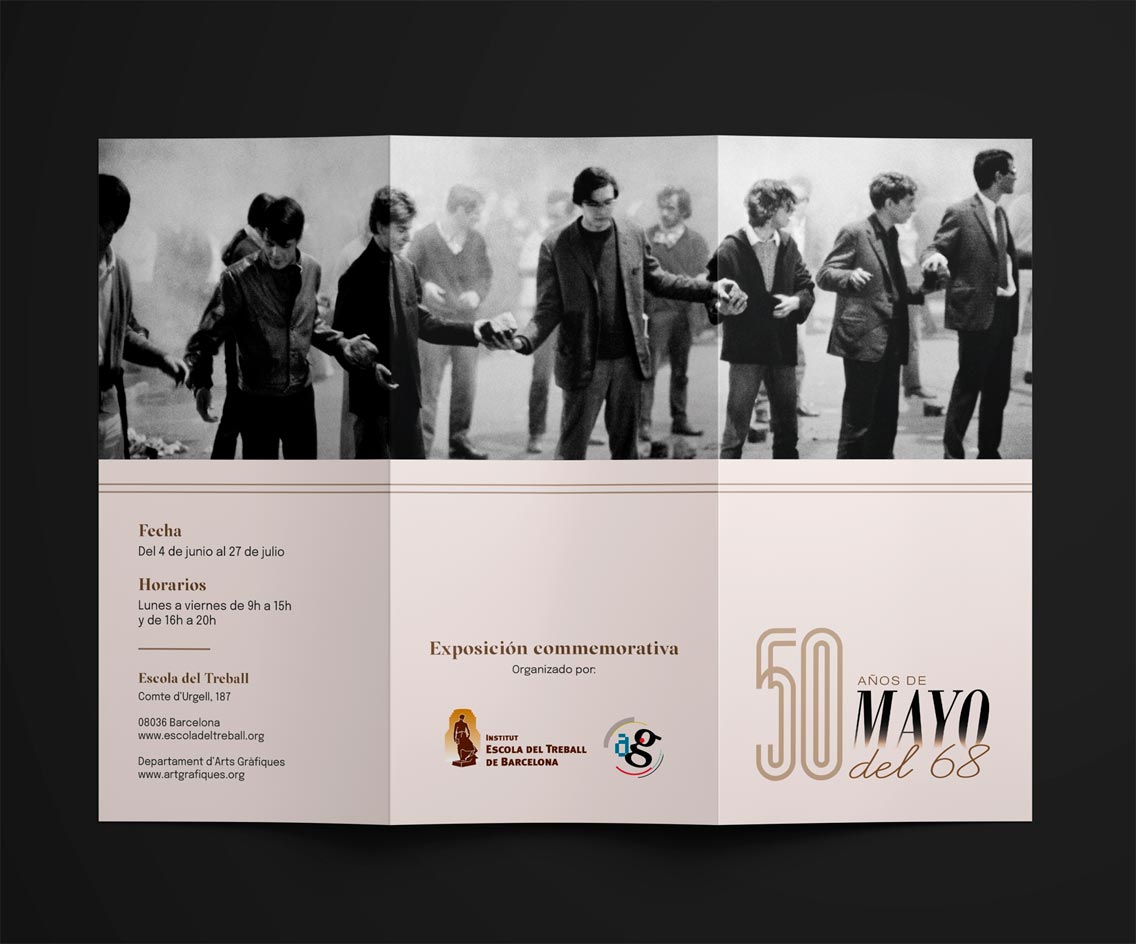 Fecha
Del 4 de junio al 27 de julio
Horarios
Lunes a viernes de 9h a 15h
y de 16h a 20h
Escola del Treball
Comte d'Urgell, 187
08036 Barcelona
www.escoladeltreball.org
Departament d'Arts Gràfiques
www.artgrafiques.org
Exposición commemorativa
Organizado por:
INSTITUT
ESCOLA DEL TREBALL
DE BARCELONA
ag
50
AÑOS DE
MAYO
del 68